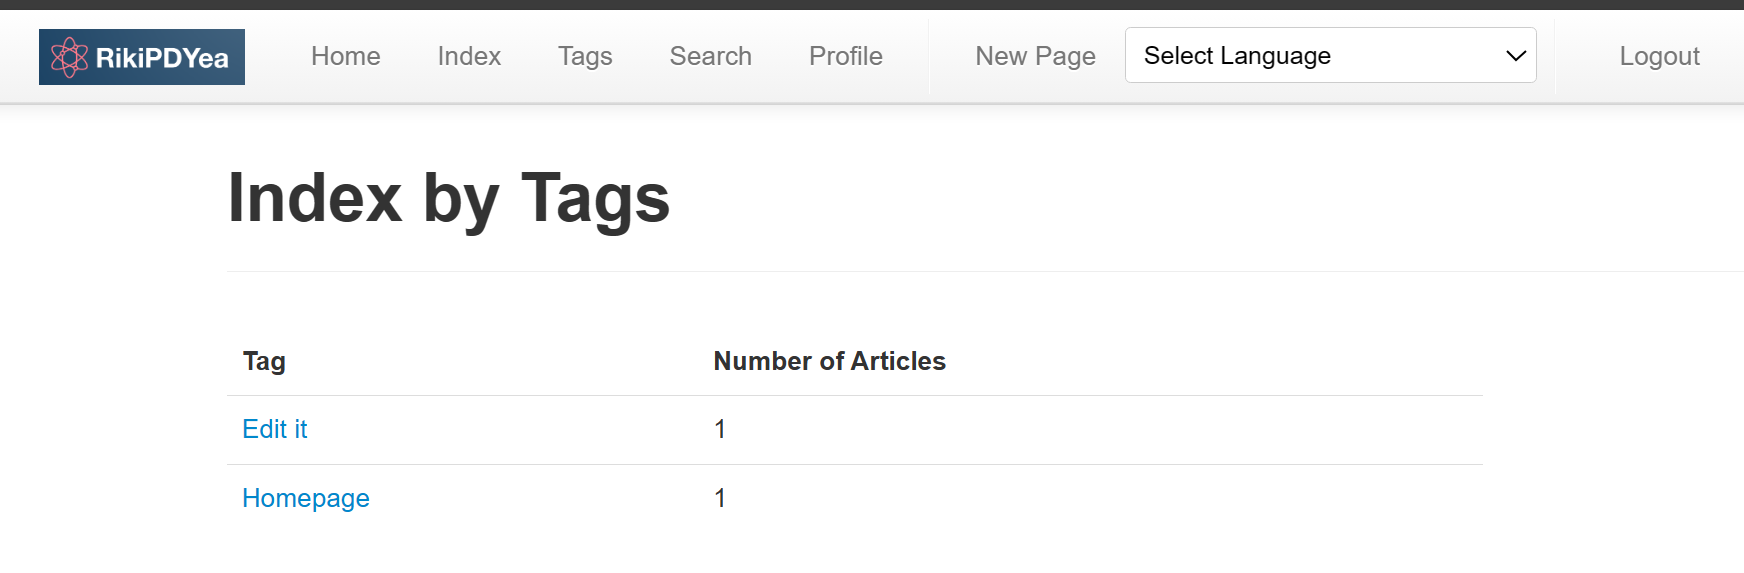 RikiPDYea Home Index Tags Search Profile New Page Select Language Logout
Index by Tags
Tag Number of Articles
Edit it 1
Homepage 1